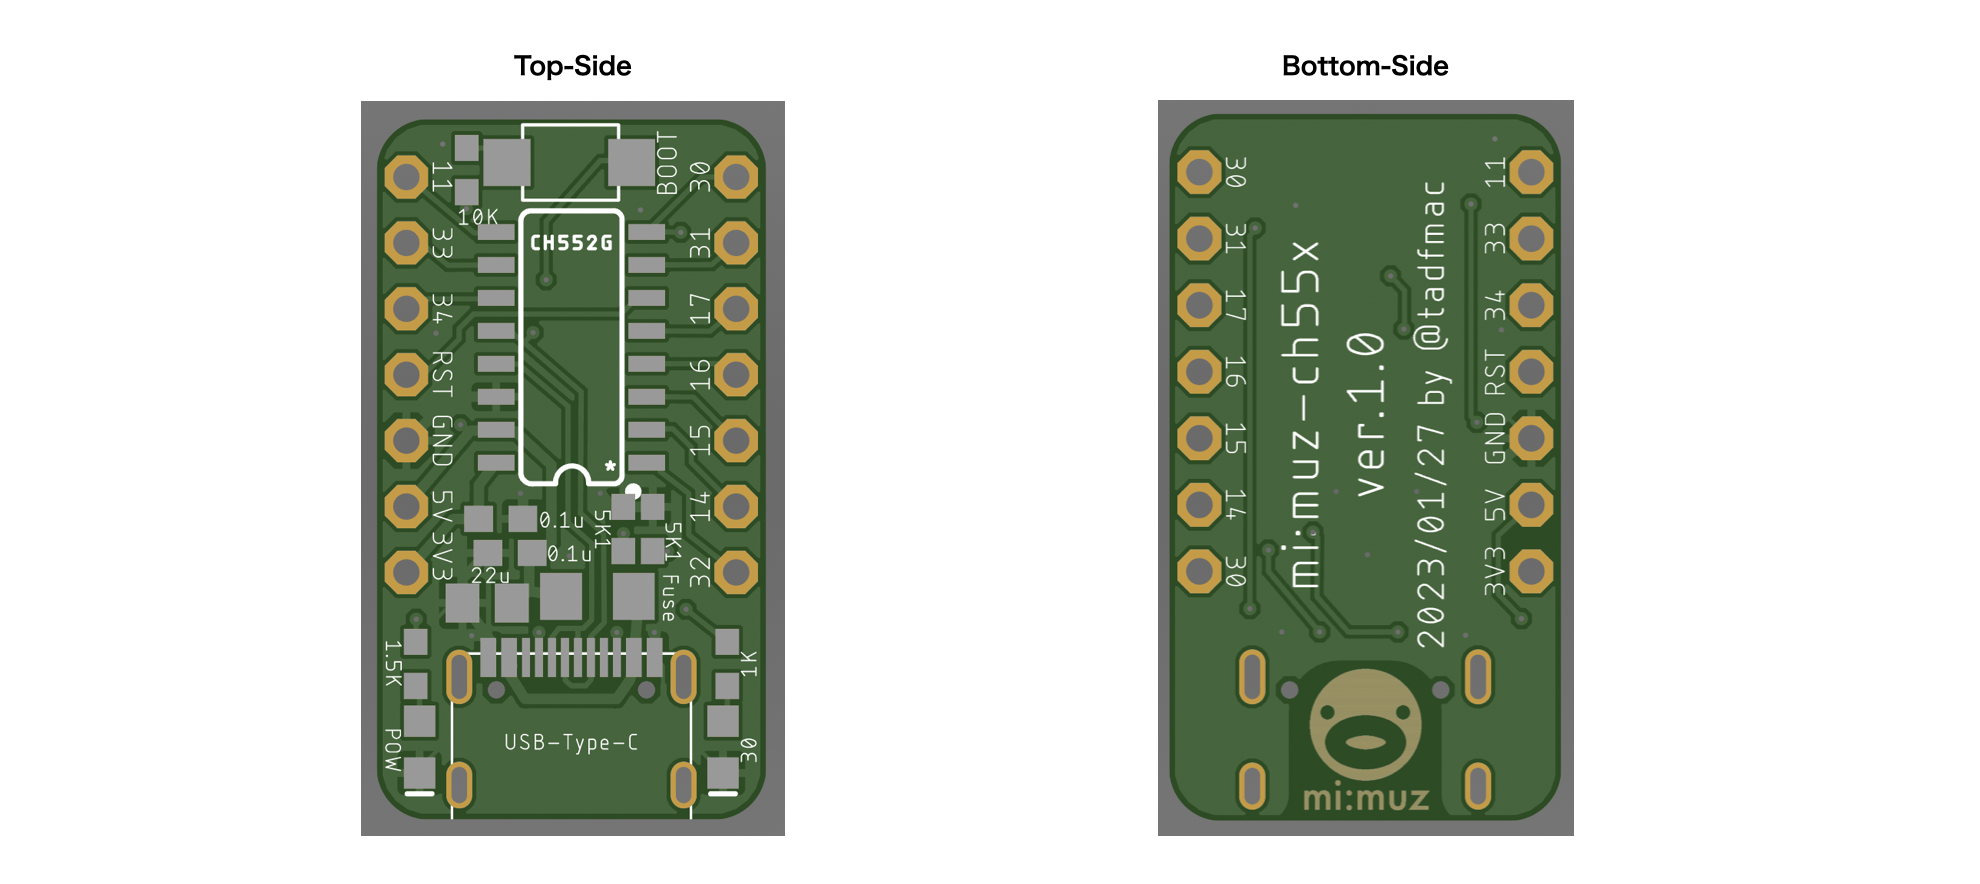 Top-Side
11
33
34
RST
GND
5V
3V3
10K
BOOT
30
31
17
16
15
14
32
CH552G
*
0.1u
0.1u
22u
5K1
5K1
Fuse
1.5K
POW
1K
30
USB-Type-C
Bottom-Side
30
31
17
16
15
14
30
11
33
34
RST
GND
5V
3V3
mi:muz-ch55x
ver.1.0
2023/01/27 by @tadfmac
mi:muz